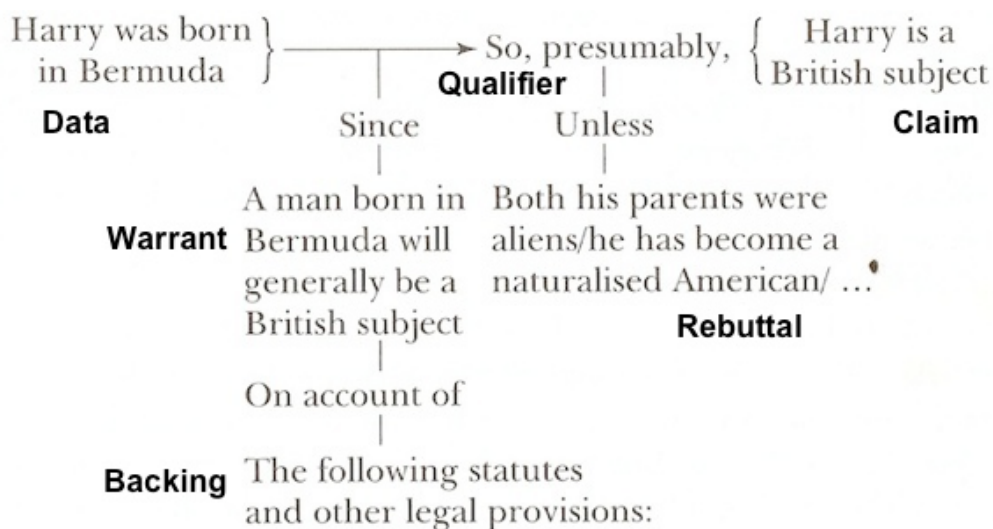 Harry was born
in Bermuda
So, presumably,
Harry is a
British subject
Qualifier
Data
Since
Unless
Claim
A man born in
Bermuda will
generally be a
British subject
Warrant
Both his parents were
aliens/he has become a
naturalised American/ ...
Rebuttal
On account of
Backing
The following statutes
and other legal provisions: